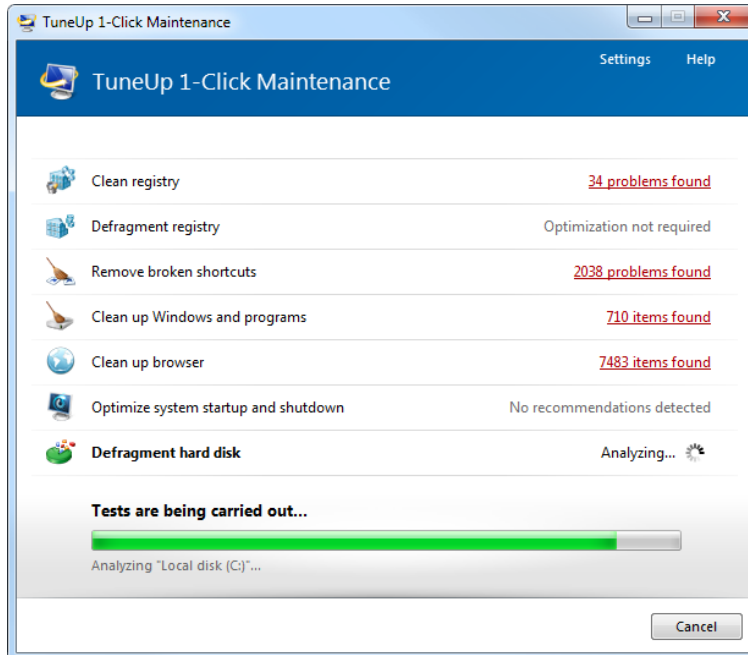 TuneUp 1-Click Maintenance
Settings Help
TuneUp 1-Click Maintenance
Clean registry 34 problems found
Defragment registry Optimization not required
Remove broken shortcuts 2038 problems found
Clean up Windows and programs 710 items found
Clean up browser 7483 items found
Optimize system startup and shutdown No recommendations detected
Defragment hard disk Analyzing...
Tests are being carried out...
Analyzing "Local disk (C:)"...
Cancel